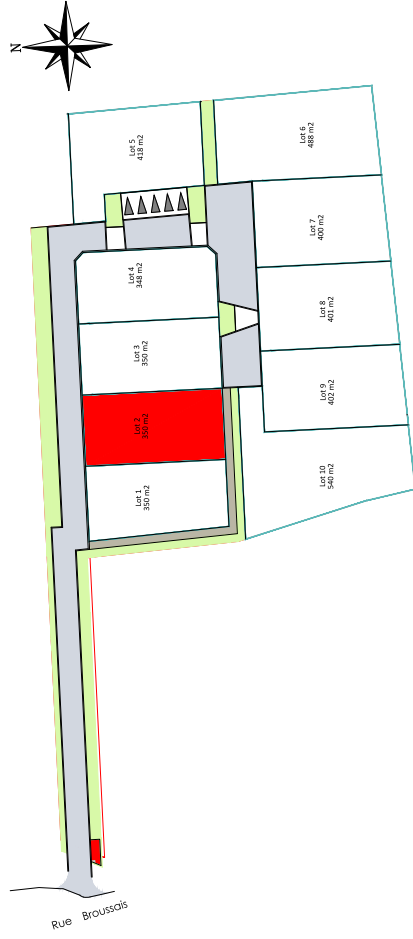 N
Lot 5
418 m2
Lot 6
488 m2
Lot 7
400 m2
Lot 4
348 m2
Lot 8
401 m2
Lot 3
350 m2
Lot 9
402 m2
Lot 2
350 m2
Lot 10
540 m2
Lot 1
350 m2
Rue Broussais